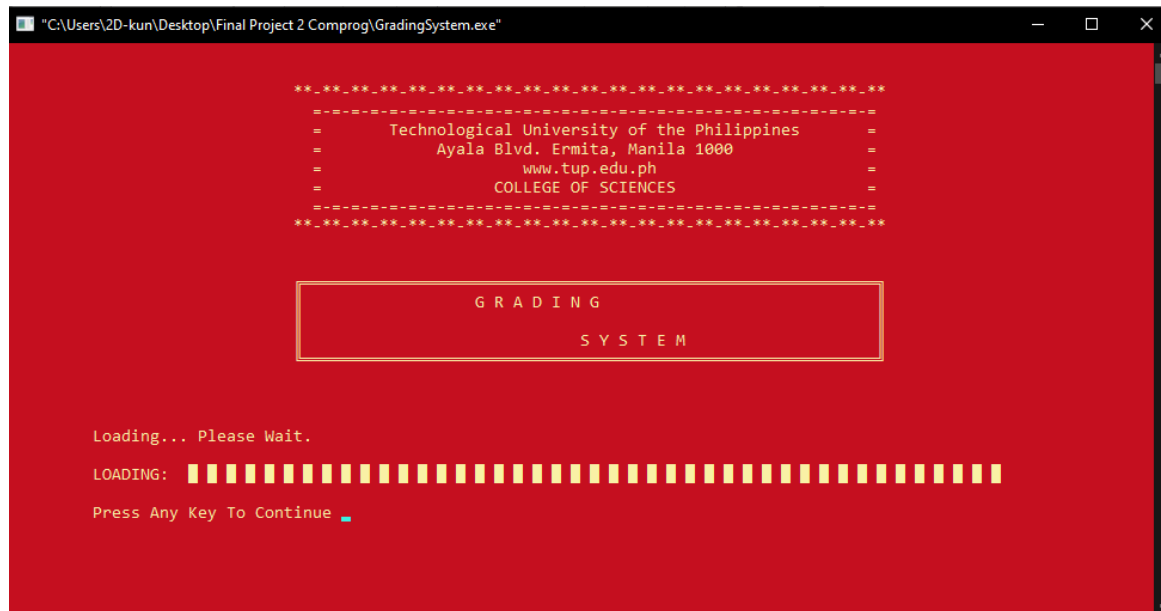 "C:\Users\2D-kun\Desktop\Final Project 2 Comprog\GradingSystem.exe"
**_**_**_**_**_**_**_**_**_**_**_**_**_**_**_**_**_**_**_**_**
=-=-=-=-=-=-=-=-=-=-=-=-=-=-=-=-=-=-=-=-=-=-=-=-=-=-=-=-=-=
= Technological University of the Philippines =
= Ayala Blvd. Ermita, Manila 1000 =
= www.tup.edu.ph =
= COLLEGE OF SCIENCES =
=-=-=-=-=-=-=-=-=-=-=-=-=-=-=-=-=-=-=-=-=-=-=-=-=-=-=-=-=-=
**_**_**_**_**_**_**_**_**_**_**_**_**_**_**_**_**_**_**_**_**
G R A D I N G
S Y S T E M
Loading... Please Wait.
LOADING:
Press Any Key To Continue